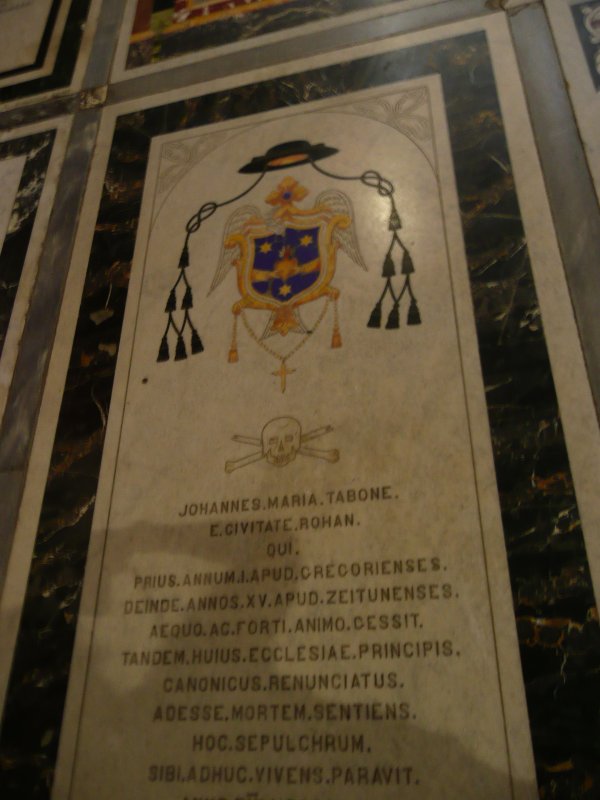 JOHANNES.MARIA.TABONE.
E.CIVITATE.ROHAN.
QUI.
PRIUS.ANNUM.I.APUD.GREGORIENSES.
DEINDE.ANNOS.XV.APUD.ZEITUNENSES.
AEQUO.AC.FORTI.ANIMO.GESSIT.
TANDEM.HUIUS.ECCLESIAE.PRINCIPIS.
CANONICUS.RENUNCIATUS.
ADESSE.MORTEM.SENTIENS.
HOC.SEPULCHRUM.
SIBI.ADHUC.VIVENS.PARAVIT.